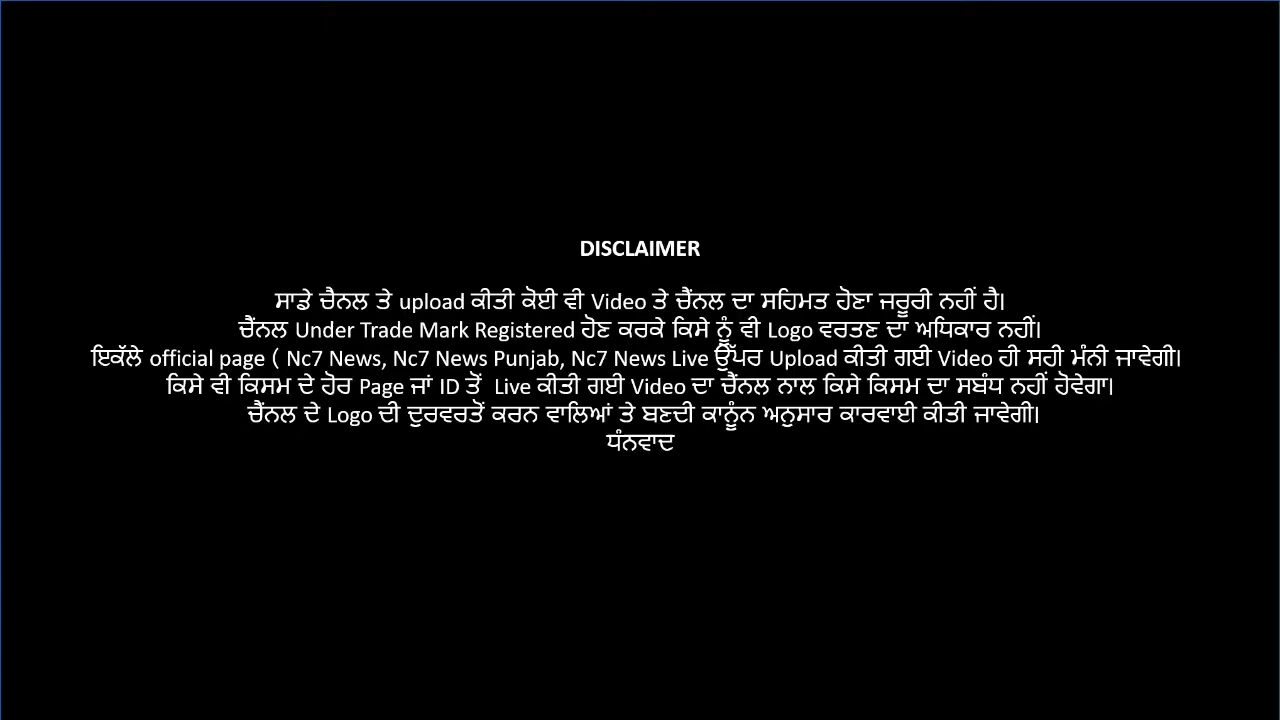 DISCLAIMER
ਸਾਡੇ ਚੈਨਲ ਤੇ upload ਕੀਤੀ ਕੋਈ ਵੀ Video ਤੇ ਚੈਂਨਲ ਦਾ ਸਹਿਮਤ ਹੋਣਾ ਜਰੂਰੀ ਨਹੀਂ ਹੈ।
ਚੈਂਨਲ Under Trade Mark Registered ਹੋਣ ਕਰਕੇ ਕਿਸੇ ਨੂੰ ਵੀ Logo ਵਰਤਣ ਦਾ ਅਧਿਕਾਰ ਨਹੀਂ।
ਇਕੱਲੇ official page ( Nc7 News, Nc7 News Punjab, Nc7 News Live ਉੱਪਰ Upload ਕੀਤੀ ਗਈ Video ਹੀ ਸਹੀ ਮੰਨੀ ਜਾਵੇਗੀ।
ਕਿਸੇ ਵੀ ਕਿਸਮ ਦੇ ਹੋਰ Page ਜਾਂ ID ਤੋਂ Live ਕੀਤੀ ਗਈ Video ਦਾ ਚੈਂਨਲ ਨਾਲ ਕਿਸੇ ਕਿਸਮ ਦਾ ਸਬੰਧ ਨਹੀਂ ਹੋਵੇਗਾ।
ਚੈਂਨਲ ਦੇ Logo ਦੀ ਦੁਰਵਰਤੋਂ ਕਰਨ ਵਾਲਿਆਂ ਤੇ ਬਣਦੀ ਕਾਨੂੰਨ ਅਨੁਸਾਰ ਕਾਰਵਾਈ ਕੀਤੀ ਜਾਵੇਗੀ।
ਧੰਨਵਾਦ